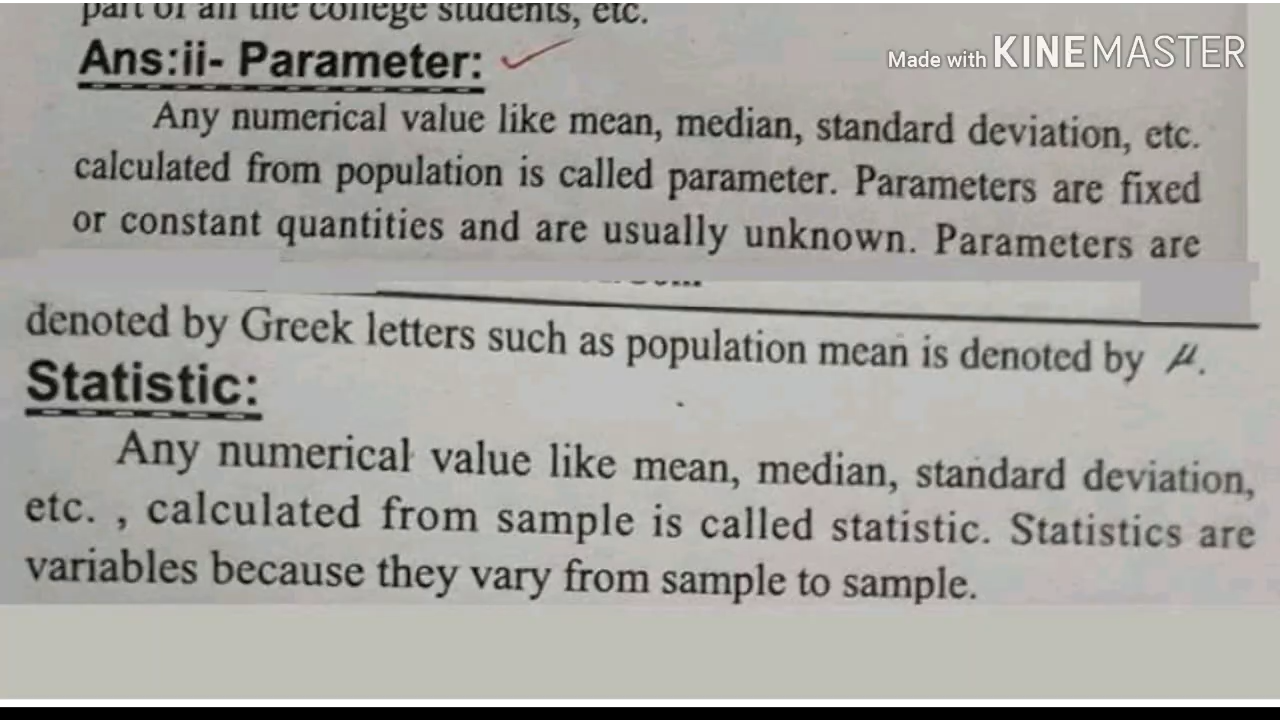 part of all the college students, etc.
Made with KINEMASTER
Ans:ii- Parameter:
Any numerical value like mean, median, standard deviation, etc.
calculated from population is called parameter. Parameters are fixed
or constant quantities and are usually unknown. Parameters are
denoted by Greek letters such as population mean is denoted by μ.
Statistic:
Any numerical value like mean, median, standard deviation,
etc. , calculated from sample is called statistic. Statistics are
variables because they vary from sample to sample.